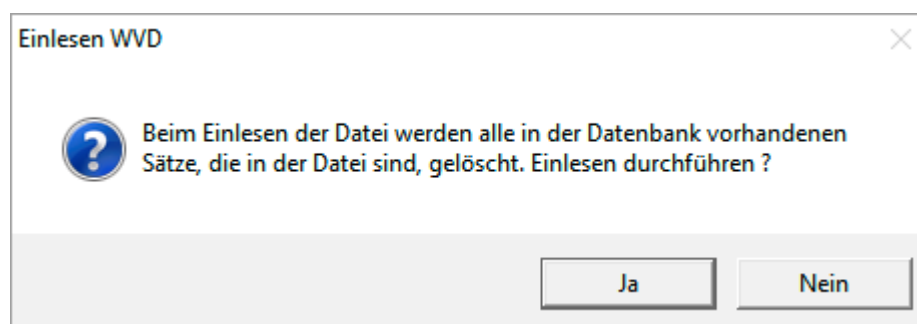 Einlesen WVD
Beim Einlesen der Datei werden alle in der Datenbank vorhandenen
Sätze, die in der Datei sind, gelöscht. Einlesen durchführen ?
Ja
Nein